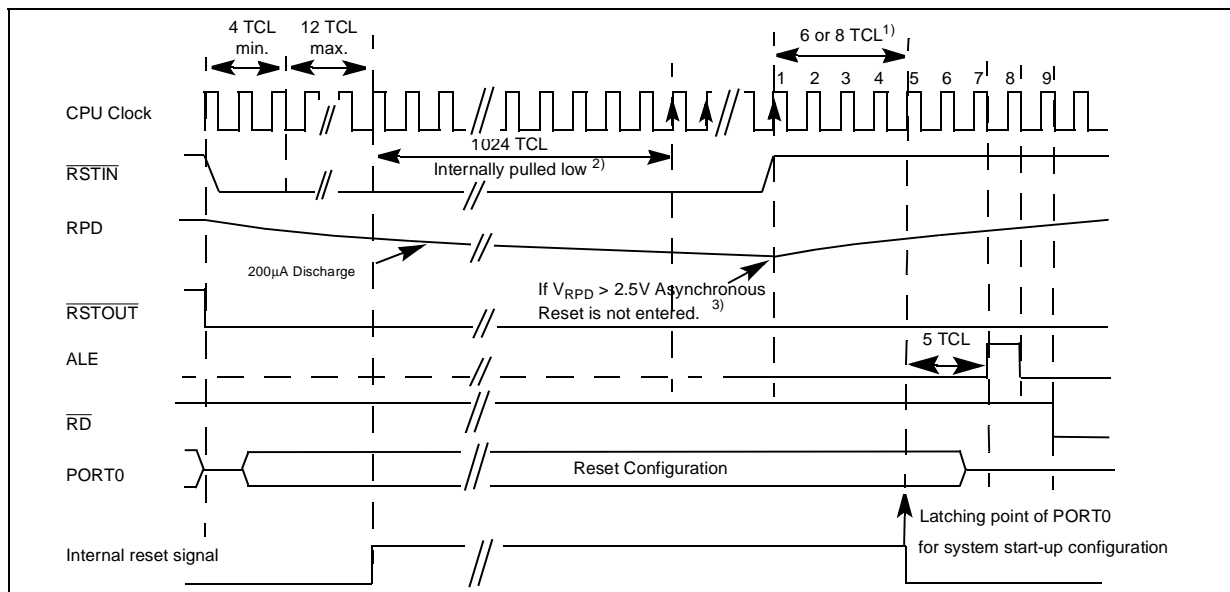 4 TCL 12 TCL 6 or 8 TCL1)
min. max.
1 2 3 4 5 6 7 8 9
CPU Clock
1024 TCL
RSTIN
Internally pulled low 2)
RPD
200µA Discharge
If VRPD > 2.5V Asynchronous
Reset is not entered. 3)
RSTOUT
5 TCL
ALE
RD
PORT0
Reset Configuration
Latching point of PORT0
Internal reset signal
for system start-up configuration